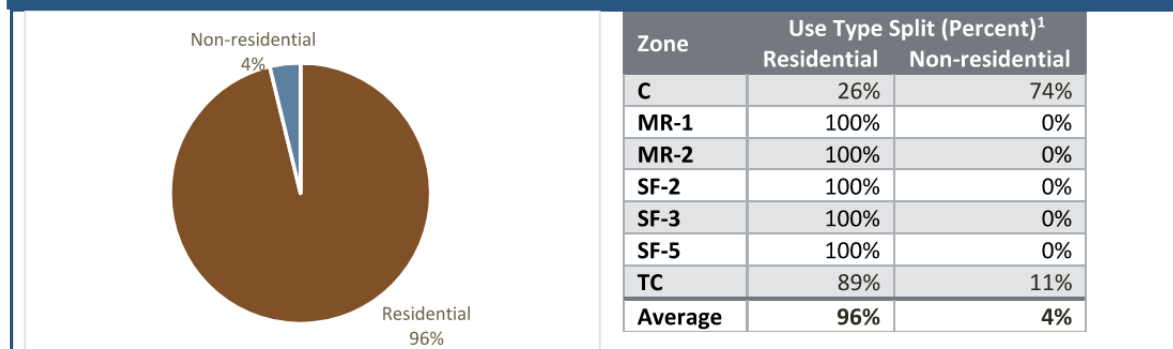 Non-residential
4%
Residential
96%
Zone Use Type Split (Percent)¹
Residential Non-residential
C 26% 74%
MR-1 100% 0%
MR-2 100% 0%
SF-2 100% 0%
SF-3 100% 0%
SF-5 100% 0%
TC 89% 11%
Average 96% 4%